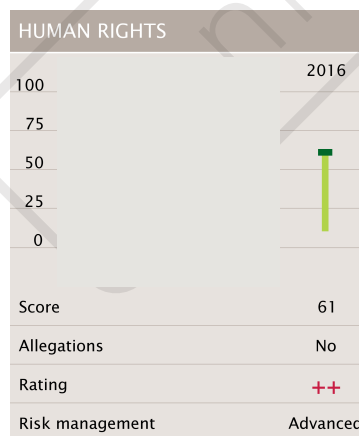 HUMAN RIGHTS
2016
100
75
50
25
0
Score 61
Allegations No
Rating ++
Risk management Advanced